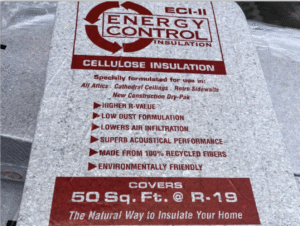 ECI-II
ENERGY
CONTROL
INSULATION
CELLULOSE INSULATION
Specially formulated for use in:
All Attics Cathedral Ceilings Retro Sidewalls
New Construction Dry-Pak
HIGHER R-VALUE
LOW DUST FORMULATION
LOWERS AIR INFILTRATION
SUPERB ACOUSTICAL PERFORMANCE
MADE FROM 100% RECYCLED FIBERS
ENVIRONMENTALLY FRIENDLY
COVERS
50 Sq. Ft. @ R-19
The Natural Way to Insulate Your Home